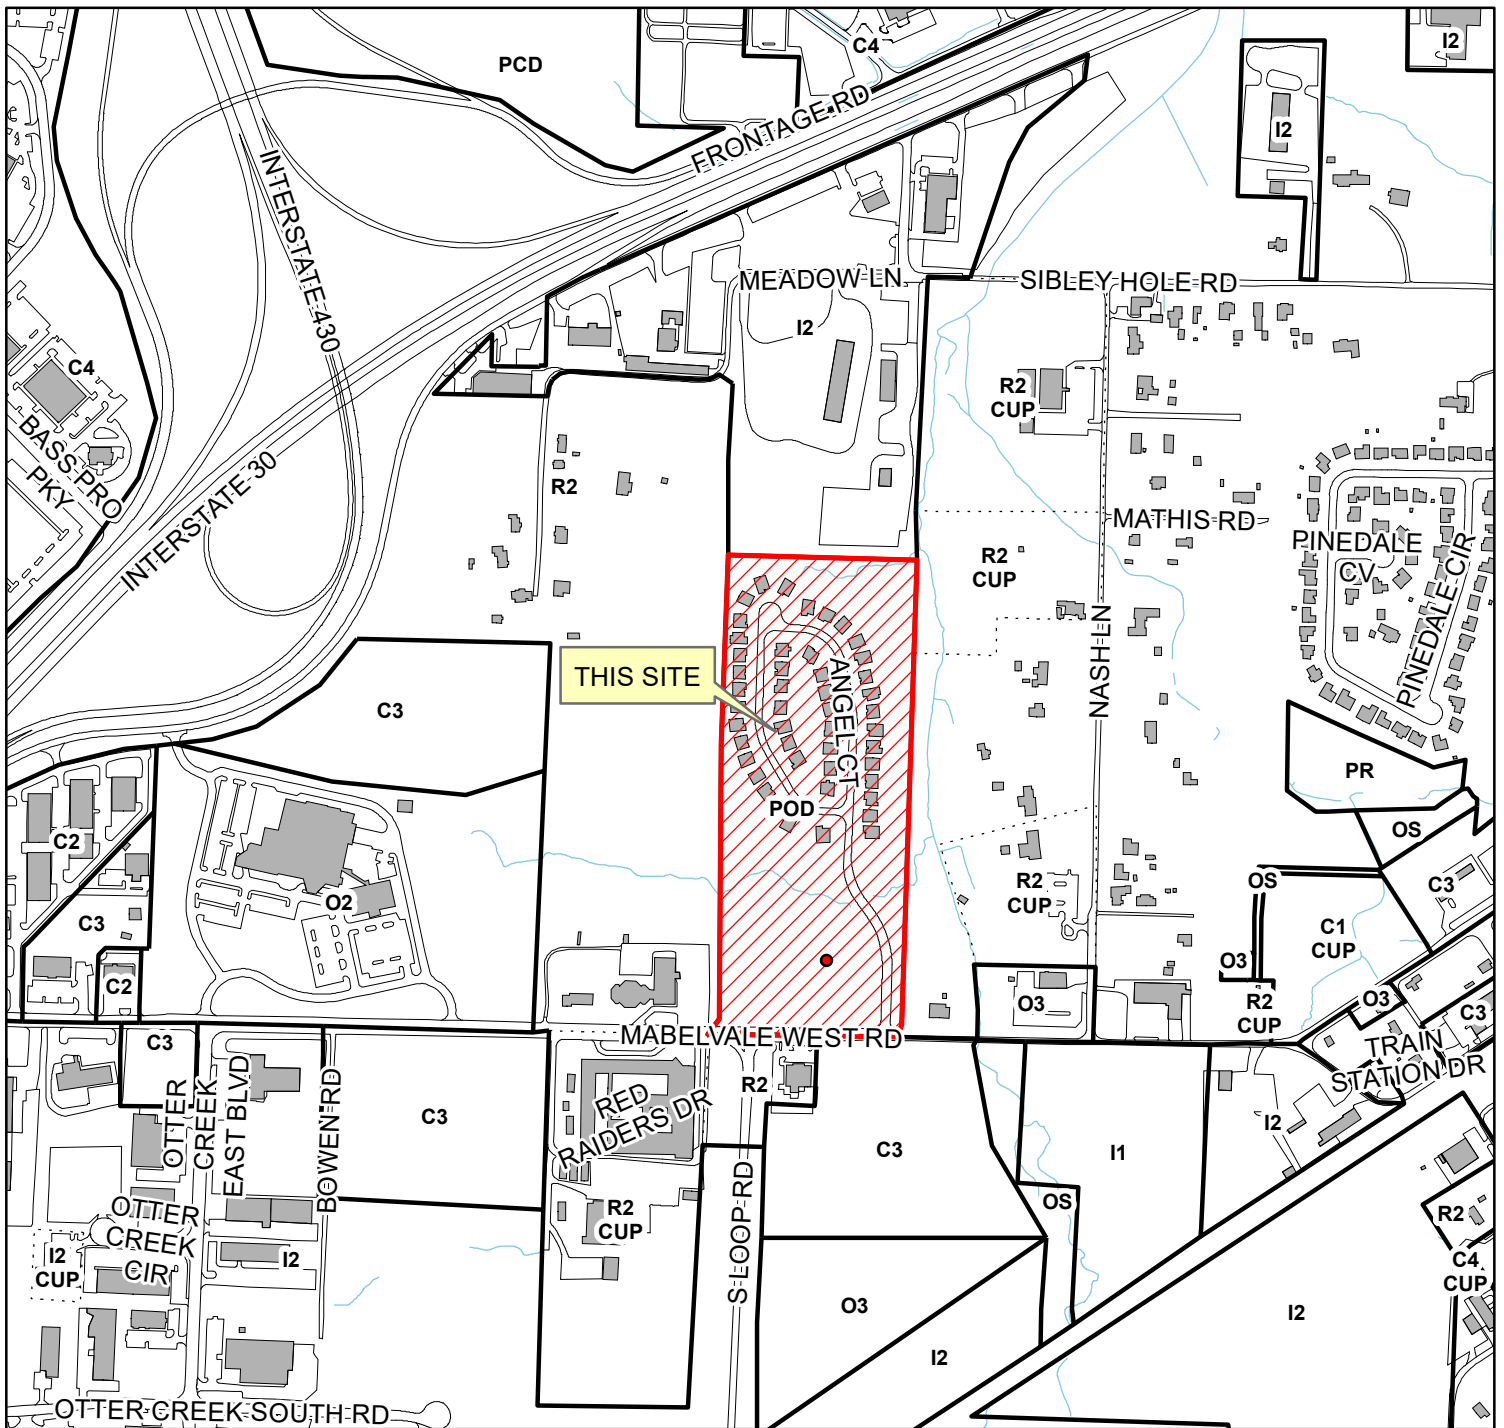 PCD
C4
I2
FRONTAGE RD
I2
INTERSTATE 430
MEADOW LN
SIBLEY HOLE RD
I2
C4
R2
CUP
BASS PRO
PKY
INTERSTATE 30
R2
MATHIS RD
PINEDALE
CV
PINEDALE CIR
R2
CUP
NASH LN
THIS SITE
ANGEL CT
C3
PR
POD
OS
C2
R2
CUP
OS
C3
O2
C3
C1
CUP
O3
C2
O3
R2
CUP
O3
C3
MABELVALE WEST RD
C3
TRAIN
STATION DR
R2
OTTER
CREEK
EAST BLVD
BOWEN RD
C3
RED
RAIDERS DR
C3
I1
I2
S LOOP RD
OS
R2
OTTER
CREEK
CIR
R2
CUP
I2
CUP
I2
C4
CUP
O3
I2
I2
OTTER CREEK SOUTH RD